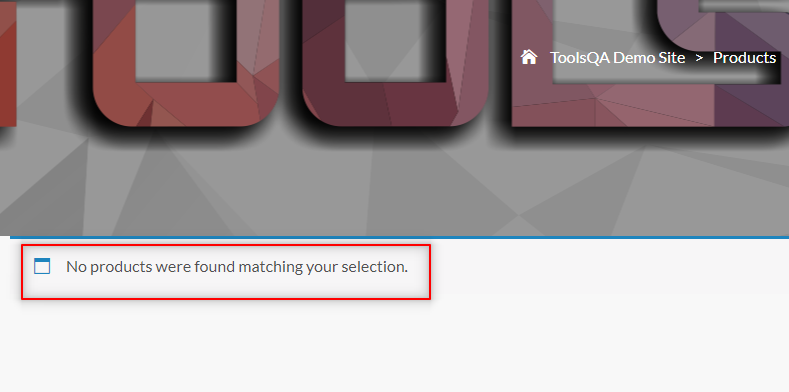 ToolsQA Demo Site > Products
No products were found matching your selection.